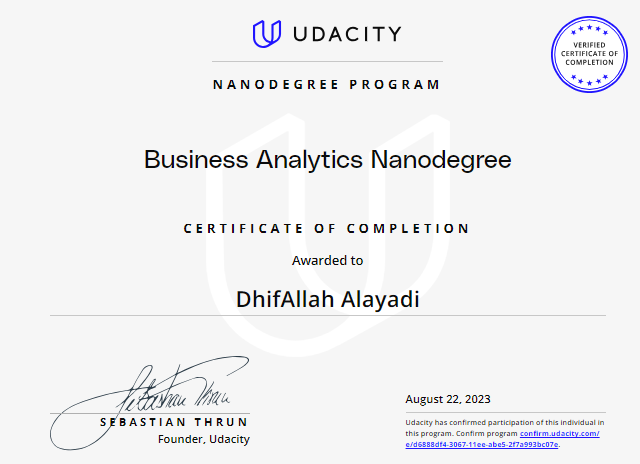 UDACITY
VERIFIED
CERTIFICATE OF
COMPLETION
NANODEGREE PROGRAM
Business Analytics Nanodegree
CERTIFICATE OF COMPLETION
Awarded to
DhifAllah Alayadi
Sebastian Thrun
SEBASTIAN THRUN
Founder, Udacity
August 22, 2023
Udacity has confirmed participation of this individual in
this program. Confirm program confirm.udacity.com/
e/d6888df4-3067-11ee-abe5-2f7a993bc07e.